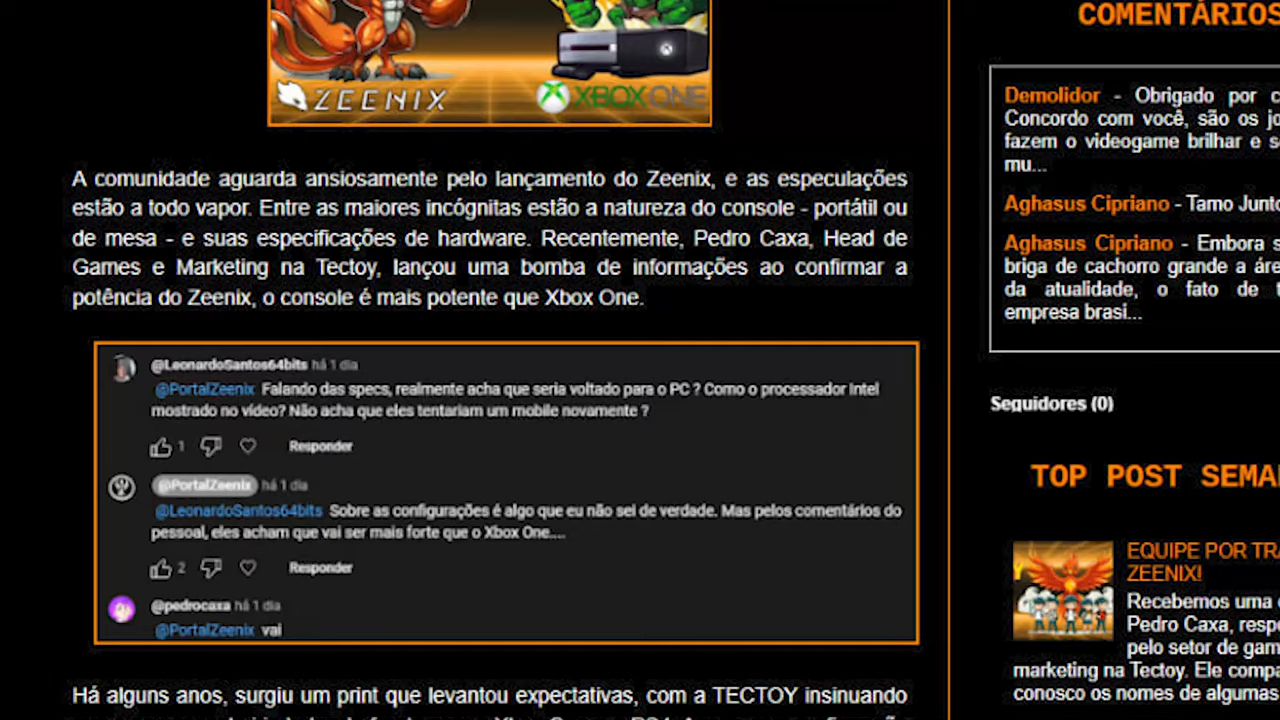 ZEENIX
XBOX ONE
A comunidade aguarda ansiosamente pelo lançamento do Zeenix, e as especulações
estão a todo vapor. Entre as maiores incógnitas estão a natureza do console - portátil ou
de mesa - e suas especificações de hardware. Recentemente, Pedro Caxa, Head de
Games e Marketing na Tectoy, lançou uma bomba de informações ao confirmar a
potência do Zeenix, o console é mais potente que Xbox One.
@LeonardoSantos64bits há 1 dia
@PortalZeenix Falando das specs, realmente acha que seria voltado para o PC ? Como o processador Intel
mostrado no vídeo? Não acha que eles tentariam um mobile novamente ?
1 Responder
@PortalZeenix há 1 dia
@LeonardoSantos64bits Sobre as configurações é algo que eu não sei de verdade. Mas pelos comentários do
pessoal, eles acham que vai ser mais forte que o Xbox One....
2 Responder
@pedrocaxa há 1 dia
@PortalZeenix vai
Há alguns anos, surgiu um print que levantou expectativas, com a TECTOY insinuando
COMENTÁRIOS
Demolidor - Obrigado por c
Concordo com você, são os jo
fazem o videogame brilhar e s
mu...
Aghasus Cipriano - Tamo Junto
Aghasus Cipriano - Embora s
briga de cachorro grande a áre
da atualidade, o fato de t
empresa brasi...
Seguidores (0)
TOP POST SEMA
EQUIPE POR TRA
ZEENIX!
Recebemos uma
Pedro Caxa, resp
pelo setor de gam
marketing na Tectoy. Ele compa
conosco os nomes de algumas